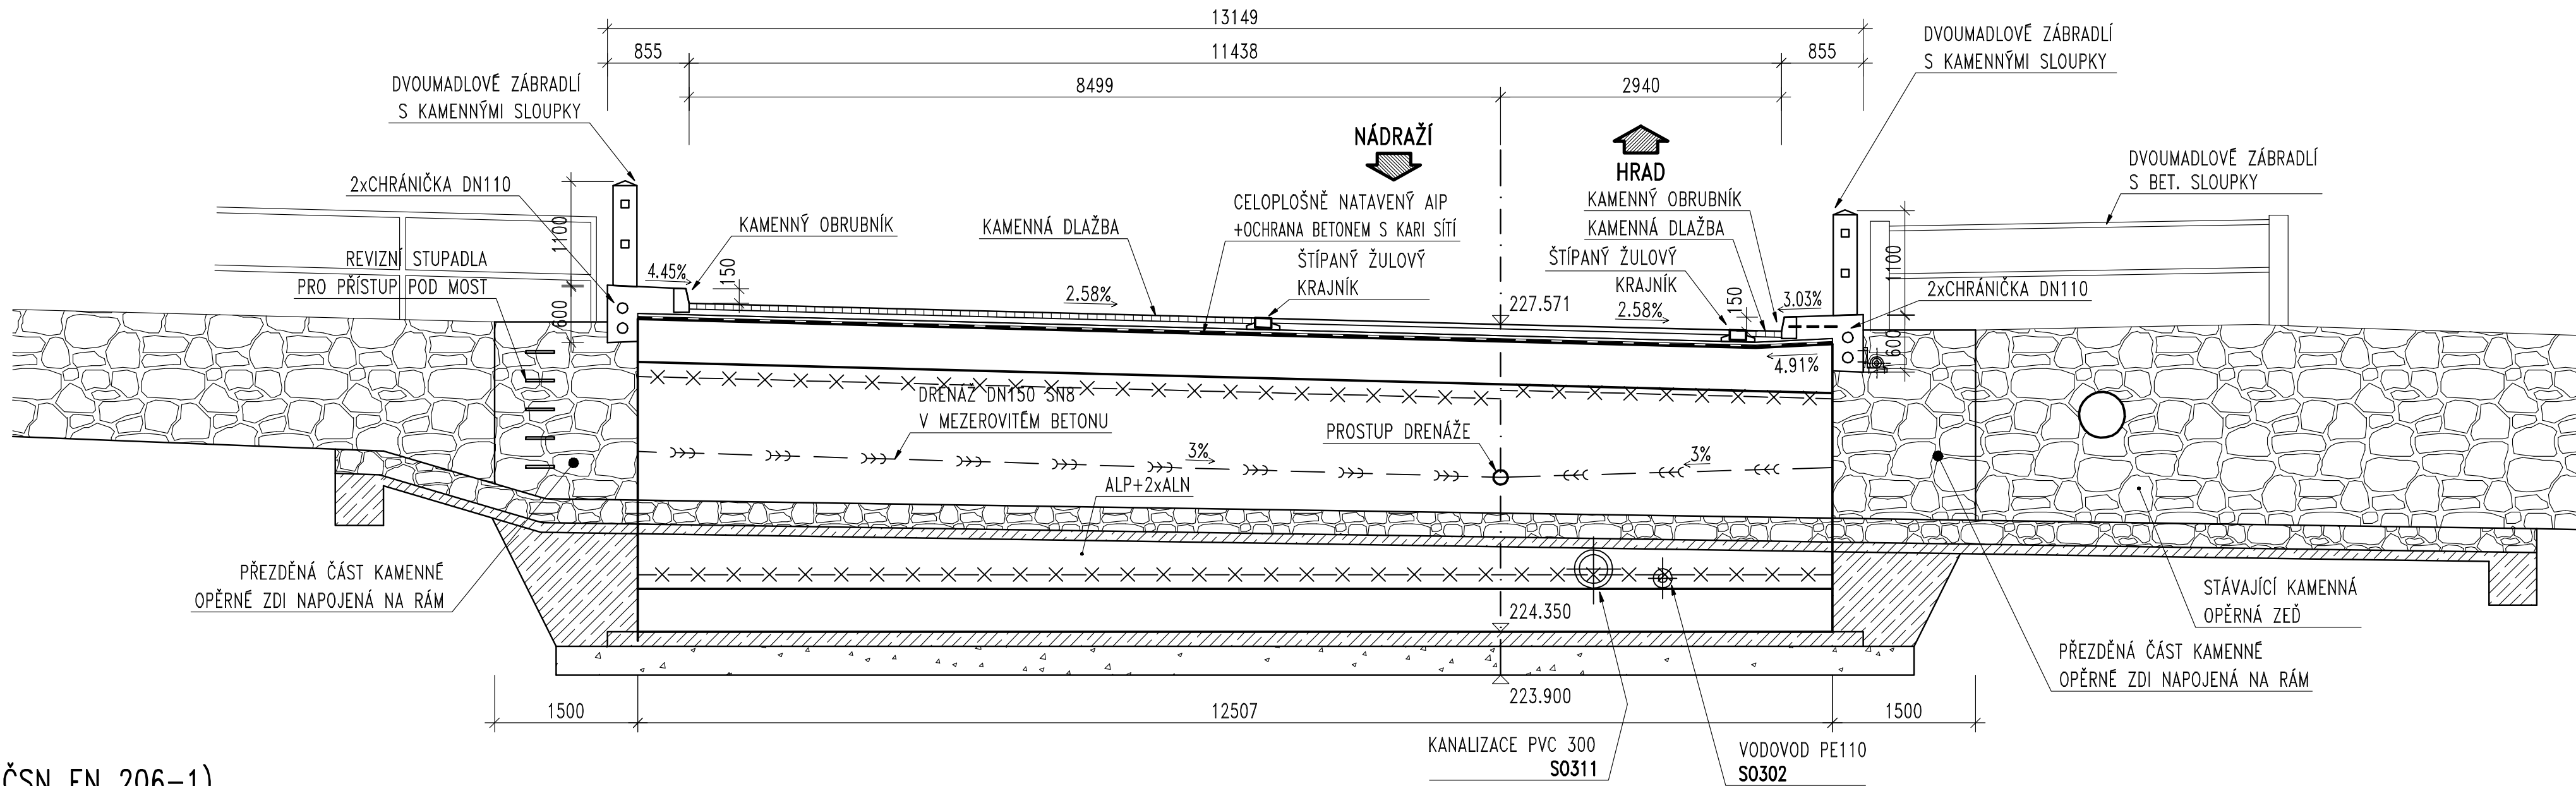 13149
855
11438
855
8499
2940
DVOUMADLOVÉ ZÁBRADLÍ
S KAMENNÝMI SLOUPKY
DVOUMADLOVÉ ZÁBRADLÍ
S KAMENNÝMI SLOUPKY
NÁDRAŽÍ
HRAD
DVOUMADLOVÉ ZÁBRADLÍ
S BET. SLOUPKY
2xCHRÁNIČKA DN110
KAMENNÝ OBRUBNÍK
KAMENNÁ DLAŽBA
CELOPLOŠNĚ NATAVENÝ AIP
+OCHRANA BETONEM S KARI SÍTÍ
ŠTÍPANÝ ŽULOVÝ
KRAJNÍK
KAMENNÝ OBRUBNÍK
KAMENNÁ DLAŽBA
ŠTÍPANÝ ŽULOVÝ
KRAJNÍK
1100
600
REVIZNÍ STUPADLA
PRO PŘÍSTUP POD MOST
4.45%
150
2.58%
227.571
2.58%
150
3.03%
1100
600
2xCHRÁNIČKA DN110
4.91%
DRENÁŽ DN150 SN8
V MEZEROVITÉM BETONU
PROSTUP DRENÁŽE
3%
3%
ALP+2xALN
PŘEZDĚNÁ ČÁST KAMENNÉ
OPĚRNÉ ZDI NAPOJENÁ NA RÁM
STÁVAJÍCÍ KAMENNÁ
OPĚRNÁ ZEĎ
224.350
PŘEZDĚNÁ ČÁST KAMENNÉ
OPĚRNÉ ZDI NAPOJENÁ NA RÁM
223.900
1500
12507
1500
KANALIZACE PVC 300
SO311
VODOVOD PE110
SO302
ČSN EN 206-1)